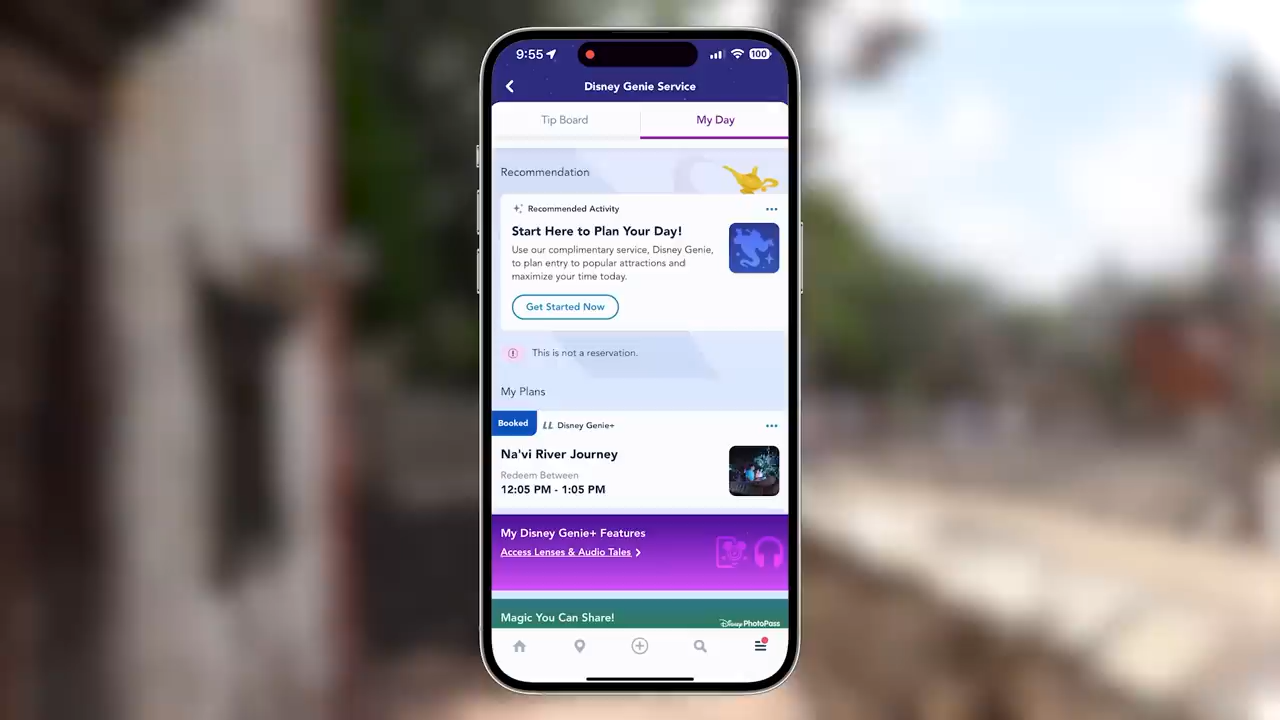 9:55
100
Disney Genie Service
Tip Board
My Day
Recommendation
Recommended Activity
Start Here to Plan Your Day!
Use our complimentary service, Disney Genie,
to plan entry to popular attractions and
maximize your time today.
Get Started Now
This is not a reservation.
My Plans
Booked
LL Disney Genie+
Na'vi River Journey
Redeem Between
12:05 PM - 1:05 PM
My Disney Genie+ Features
Access Lenses & Audio Tales
Magic You Can Share!
Disney PhotoPass